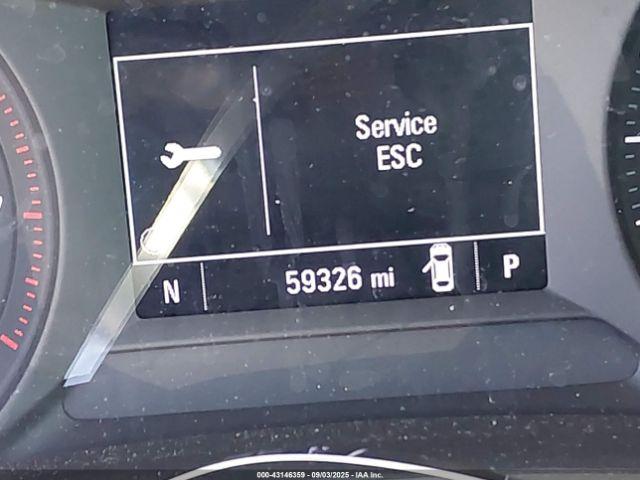 Service
ESC
N
59326 mi
P
000-43146359 | 09/03/2025 | IAA Inc.